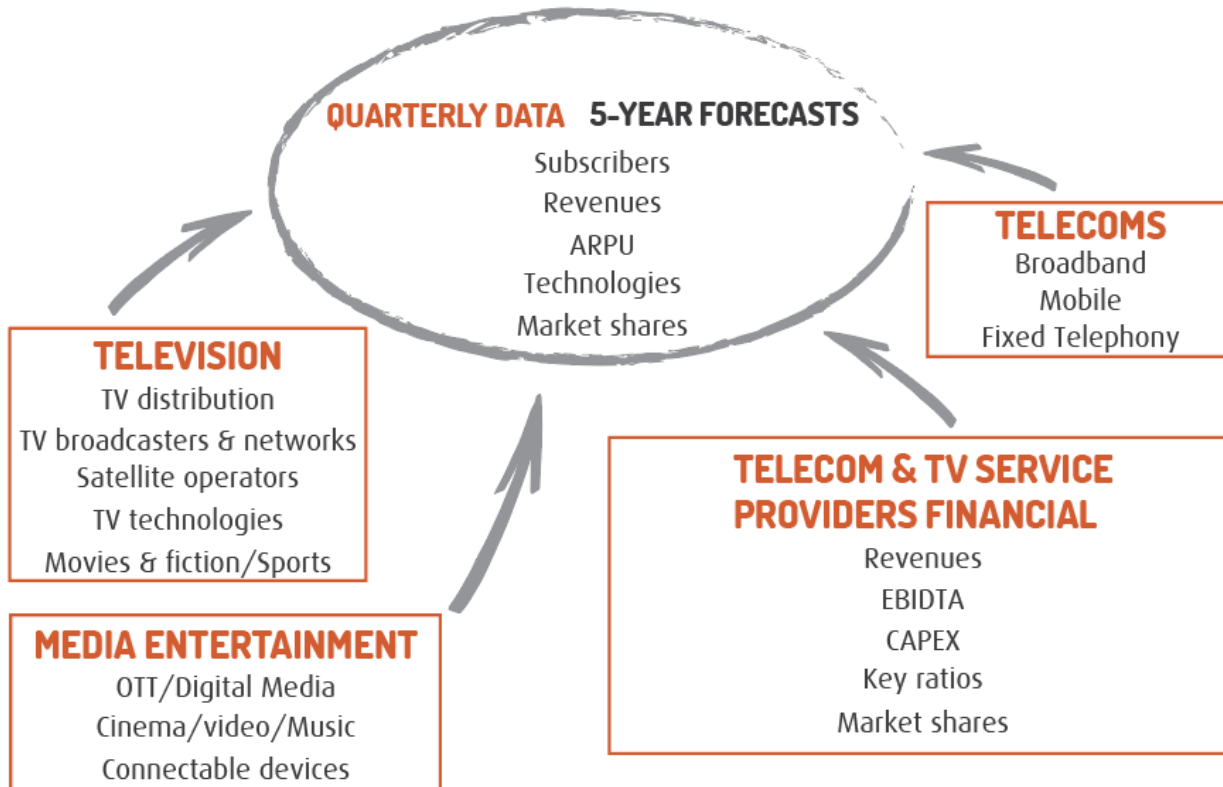 QUARTERLY DATA 5-YEAR FORECASTS
Subscribers
Revenues
ARPU
Technologies
Market shares
TELECOMS
Broadband
Mobile
Fixed Telephony
TELEVISION
TV distribution
TV broadcasters & networks
Satellite operators
TV technologies
Movies & fiction/Sports
TELECOM & TV SERVICE
PROVIDERS FINANCIAL
Revenues
EBIDTA
CAPEX
Key ratios
Market shares
MEDIA ENTERTAINMENT
OTT/Digital Media
Cinema/video/Music
Connectable devices